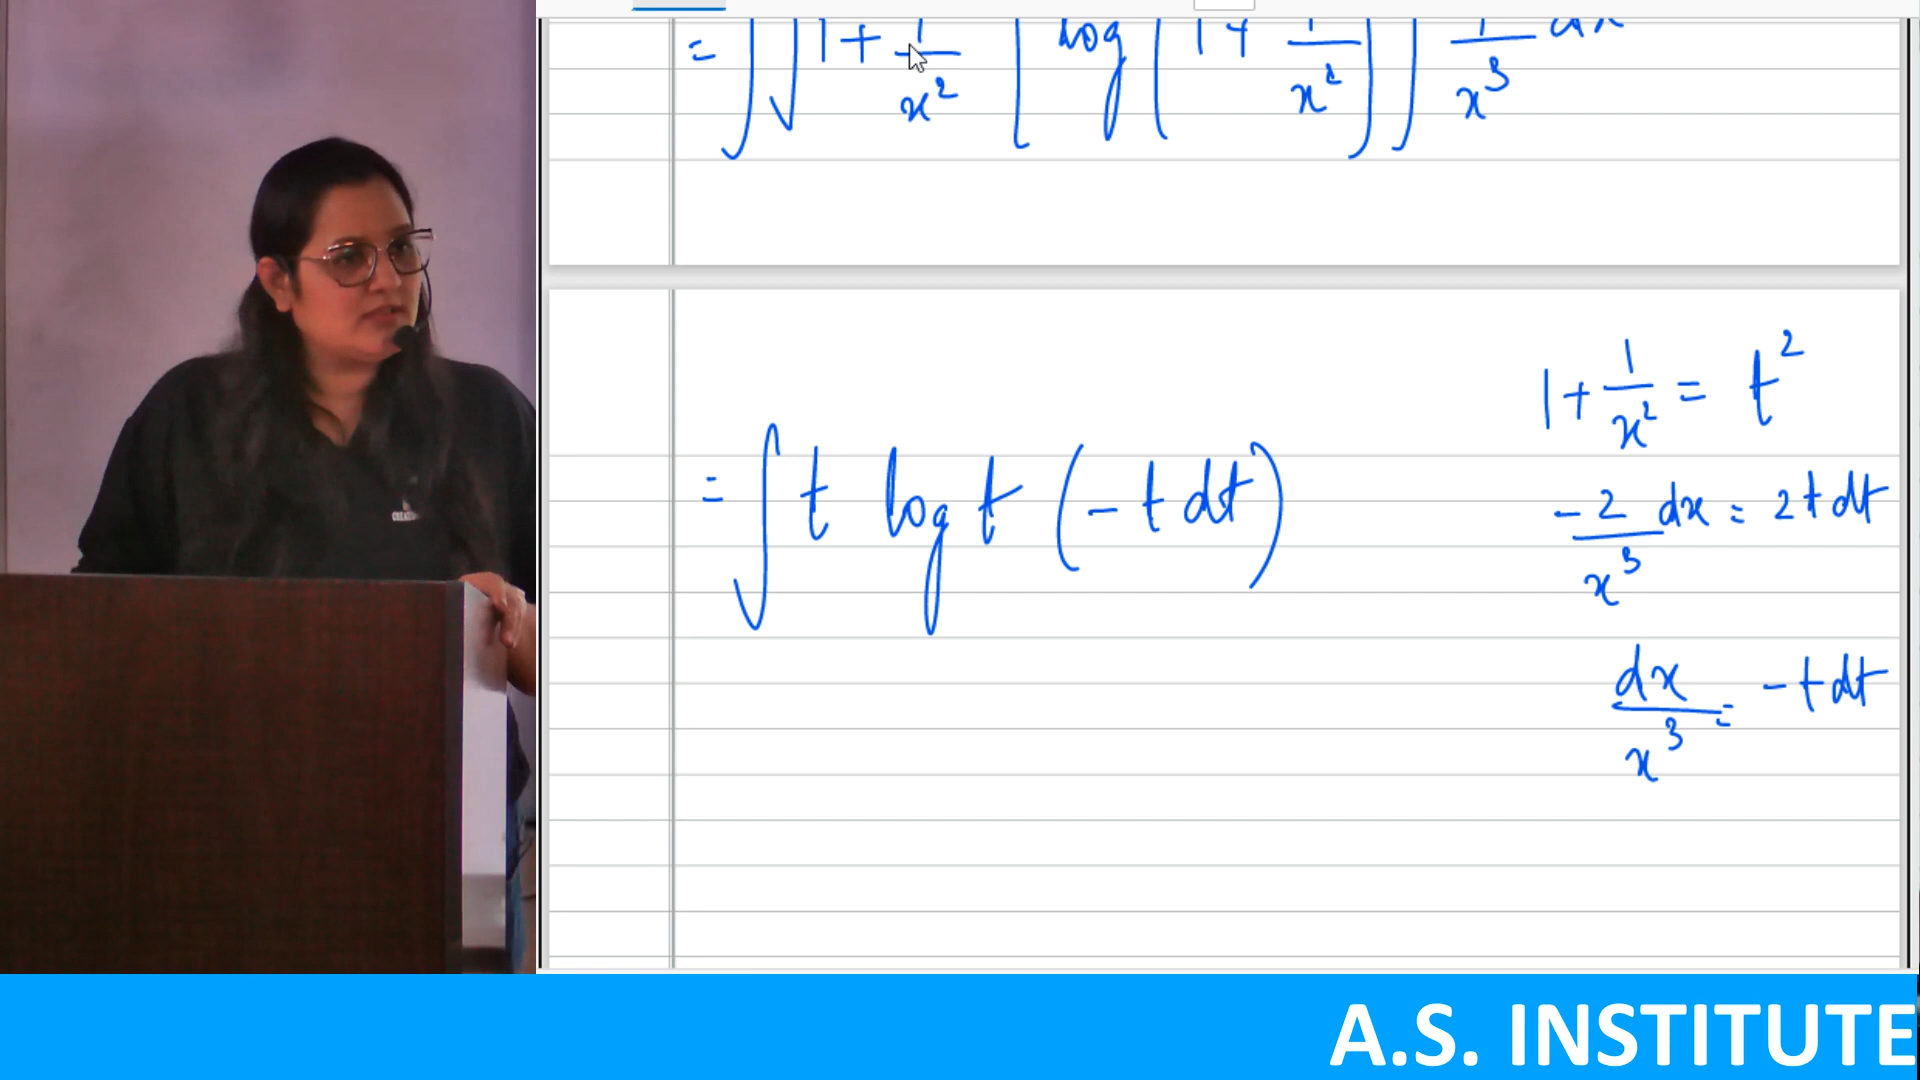 = ∫ √1 + 1/x² [ log ( 1 + 1/x² ) ] 1/x³ dx
1 + 1/x² = t²
= ∫ t log t ( - t dt )
-2/x³ dx = 2t dt
dx/x³ = - t dt
A.S. INSTITUTE